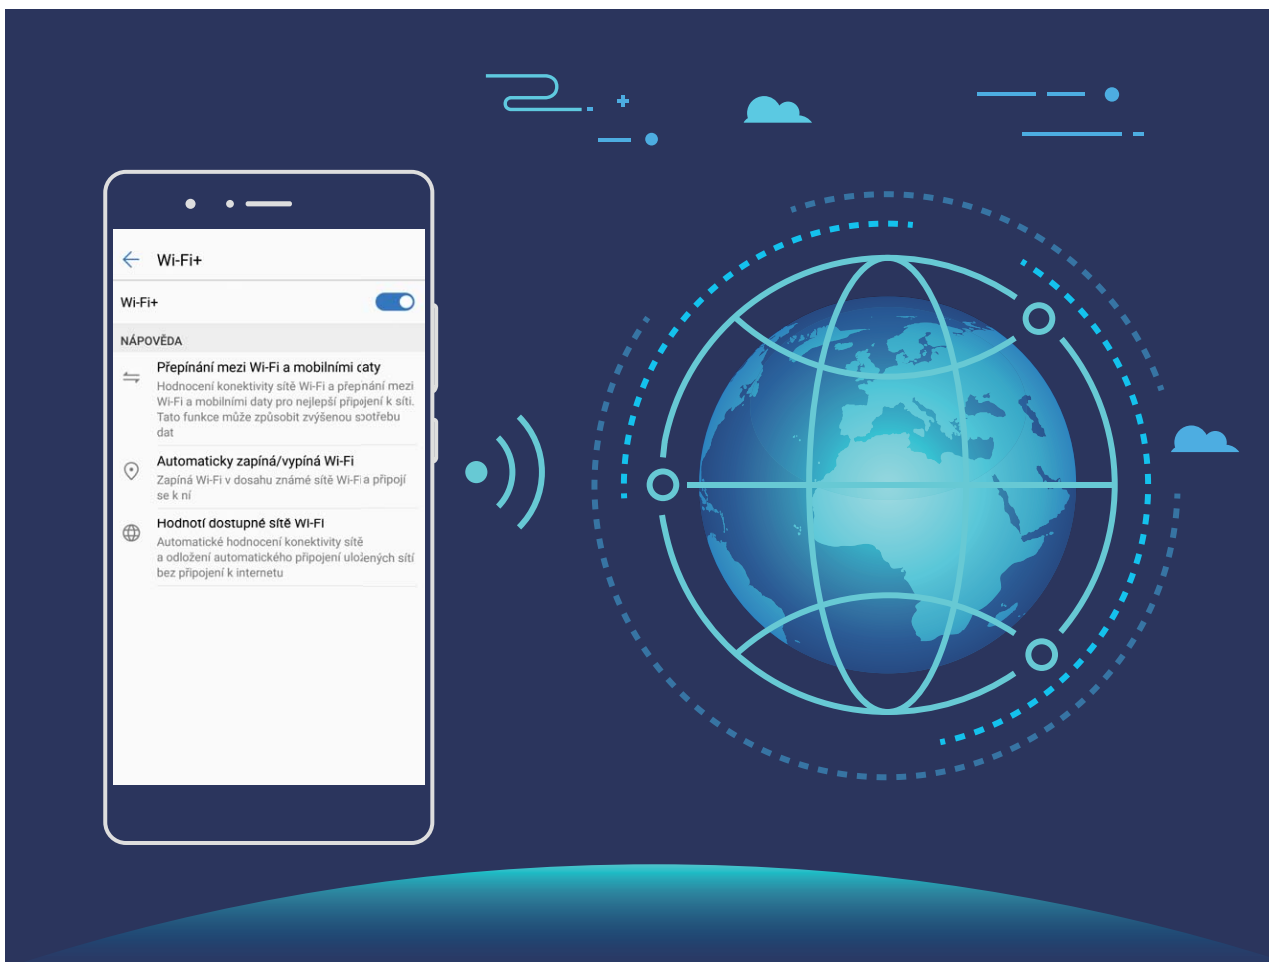 Wi-Fi+
Wi-Fi+
NÁPOVĚDA
Přepínání mezi Wi-Fi a mobilními daty
Hodnocení konektivity sítě Wi-Fi a přepnání mezi
Wi-Fi a mobilními daty pro nejlepší připojení k síti.
Tato funkce může způsobit zvýšenou spotřebu
dat
Automaticky zapíná/vypíná Wi-Fi
Zapíná Wi-Fi v dosahu známé sítě Wi-Fi a připojí
se k ní
Hodnotí dostupné sítě Wi-Fi
Automatické hodnocení konektivity sítě
a odložení automatického připojení uložených sítí
bez připojení k internetu